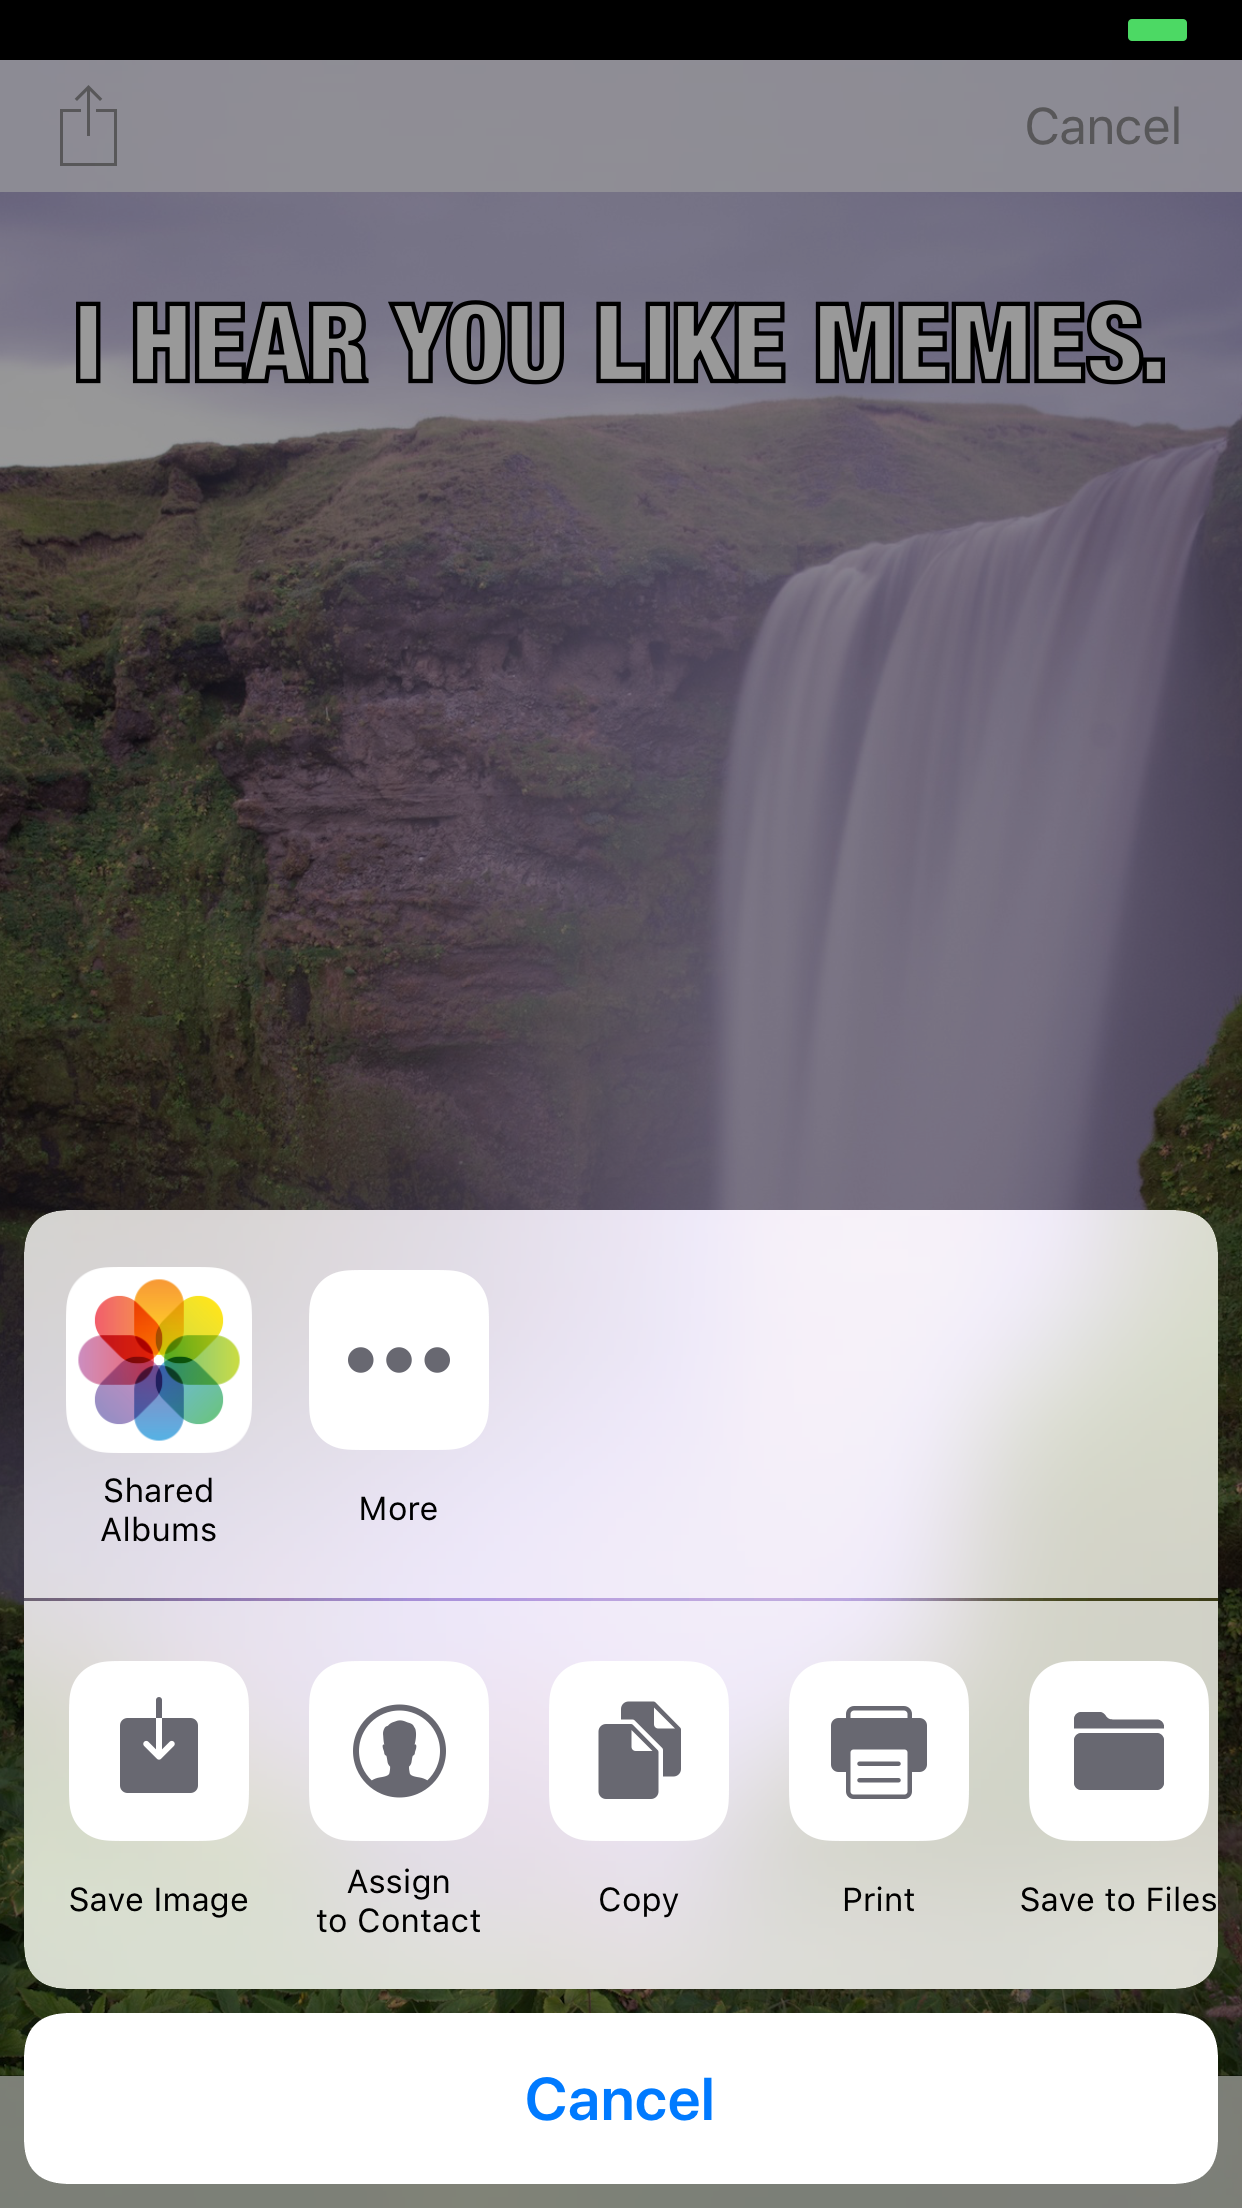 Cancel
I HEAR YOU LIKE MEMES.
Shared
Albums
More
Save Image
Assign
to Contact
Copy
Print
Save to Files
Cancel